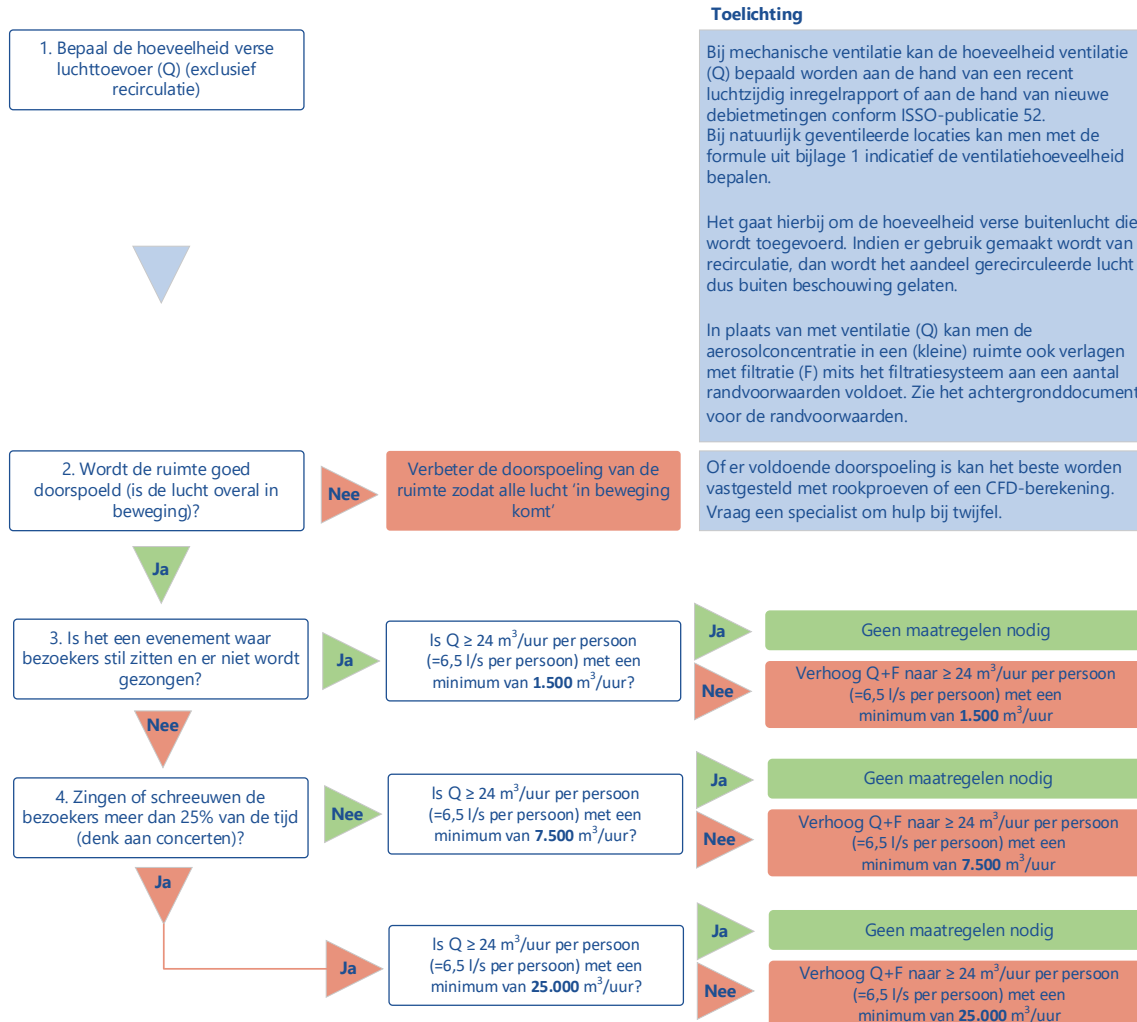 Toelichting
1. Bepaal de hoeveelheid verse
luchttoevoer (Q) (exclusief
recirculatie)
Bij mechanische ventilatie kan de hoeveelheid ventilatie
(Q) bepaald worden aan de hand van een recent
luchtzijdig inregelrapport of aan de hand van nieuwe
debietmetingen conform ISSO-publicatie 52.
Bij natuurlijk geventileerde locaties kan men met de
formule uit bijlage 1 indicatief de ventilatiehoeveelheid
bepalen.
Het gaat hierbij om de hoeveelheid verse buitenlucht die
wordt toegevoerd. Indien er gebruik gemaakt wordt van
recirculatie, dan wordt het aandeel gerecirculeerde lucht
dus buiten beschouwing gelaten.
In plaats van met ventilatie (Q) kan men de
aerosolconcentratie in een (kleine) ruimte ook verlagen
met filtratie (F) mits het filtratiesysteem aan een aantal
randvoorwaarden voldoet. Zie het achtergronddocument
voor de randvoorwaarden.
2. Wordt de ruimte goed
doorspoeld (is de lucht overal in
beweging)?
Nee
Verbeter de doorspoeling van de
ruimte zodat alle lucht ‘in beweging
komt’
Of er voldoende doorspoeling is kan het beste worden
vastgesteld met rookproeven of een CFD-berekening.
Vraag een specialist om hulp bij twijfel.
Ja
3. Is het een evenement waar
bezoekers stil zitten en er niet wordt
gezongen?
Ja
Is Q ≥ 24 m³/uur per persoon
(=6,5 l/s per persoon) met een
minimum van 1.500 m³/uur?
Ja
Geen maatregelen nodig
Nee
Verhoog Q+F naar ≥ 24 m³/uur per persoon
(=6,5 l/s per persoon) met een
minimum van 1.500 m³/uur
Nee
4. Zingen of schreeuwen de
bezoekers meer dan 25% van de tijd
(denk aan concerten)?
Nee
Is Q ≥ 24 m³/uur per persoon
(=6,5 l/s per persoon) met een
minimum van 7.500 m³/uur?
Ja
Geen maatregelen nodig
Nee
Verhoog Q+F naar ≥ 24 m³/uur per persoon
(=6,5 l/s per persoon) met een
minimum van 7.500 m³/uur
Ja
Ja
Is Q ≥ 24 m³/uur per persoon
(=6,5 l/s per persoon) met een
minimum van 25.000 m³/uur?
Ja
Geen maatregelen nodig
Nee
Verhoog Q+F naar ≥ 24 m³/uur per persoon
(=6,5 l/s per persoon) met een
minimum van 25.000 m³/uur